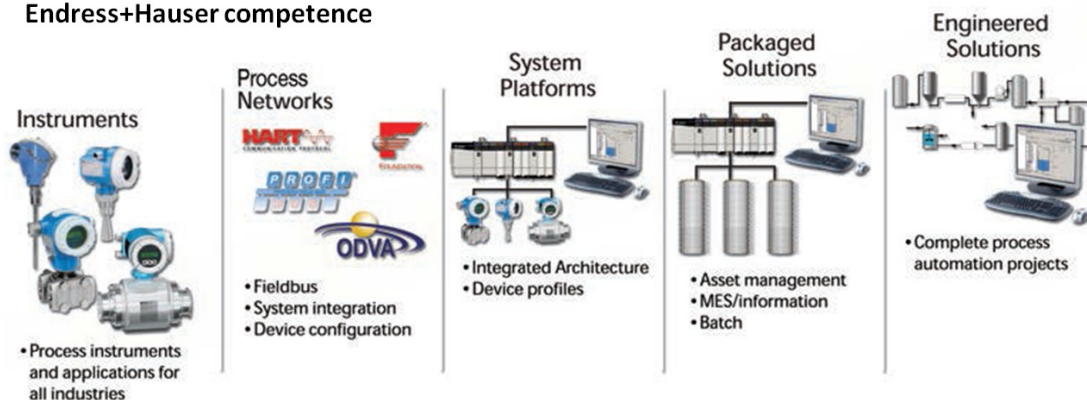 Endress+Hauser competence
Instruments
• Process instruments
and applications for
all industries
Process
Networks
HART
COMMUNICATION PROTOCOL
FOUNDATION
PROFI
BUS
ODVA
• Fieldbus
• System integration
• Device configuration
System
Platforms
• Integrated Architecture
• Device profiles
Packaged
Solutions
• Asset management
• MES/information
• Batch
Engineered
Solutions
• Complete process
automation projects